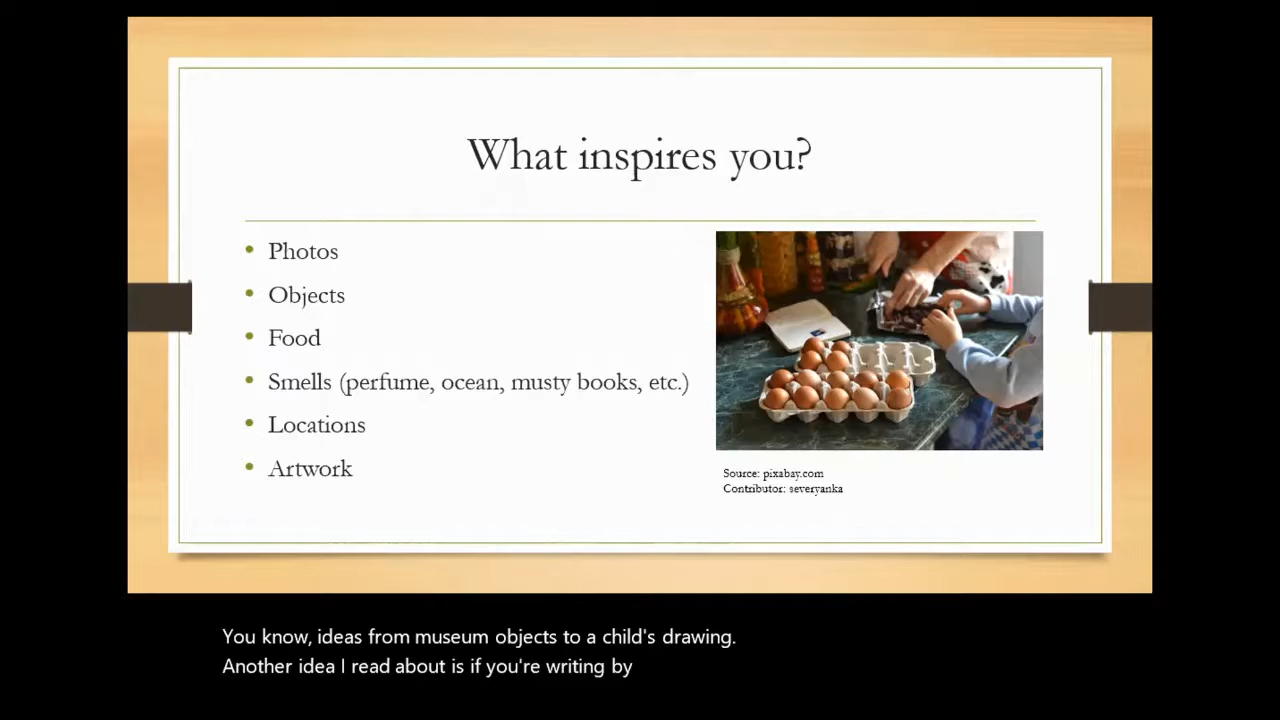 What inspires you?
Photos
Objects
Food
Smells (perfume, ocean, musty books, etc.)
Locations
Artwork
Source: pixabay.com
Contributor: severyanka
You know, ideas from museum objects to a child's drawing.
Another idea I read about is if you're writing by